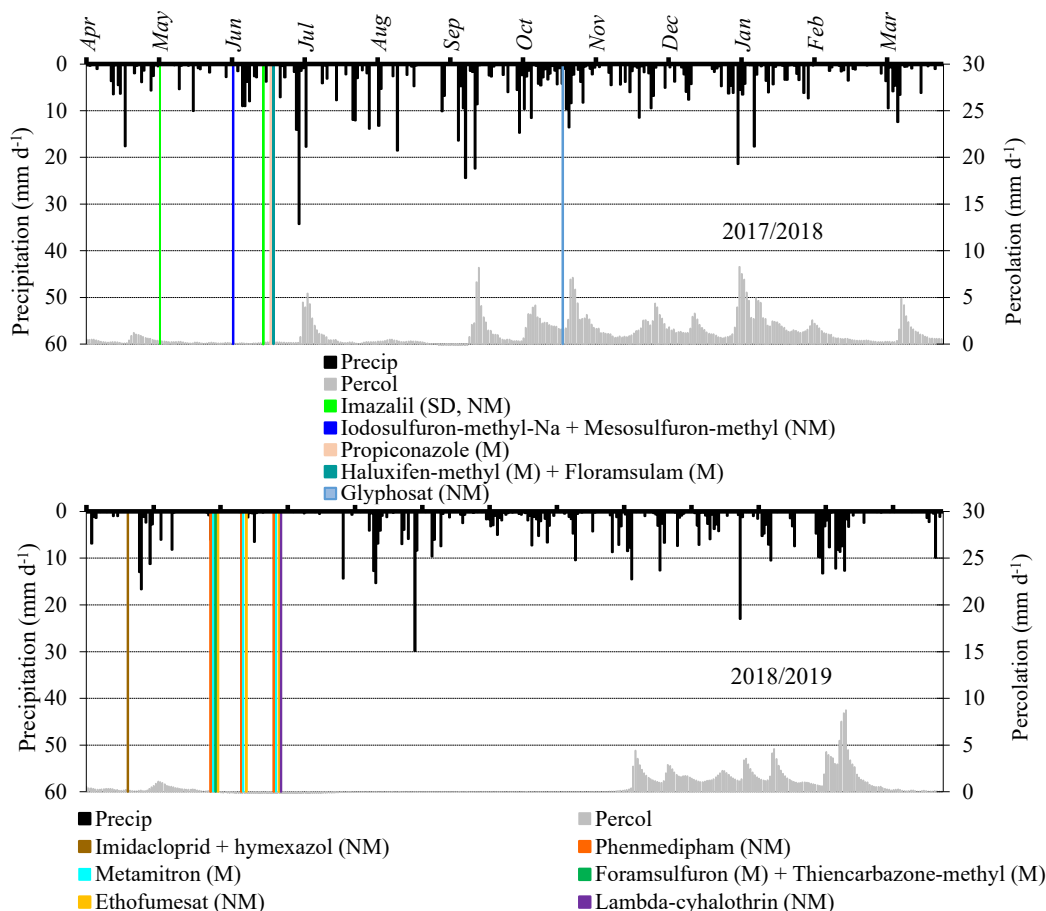 Apr May Jun Jul Aug Sep Oct Nov Dec Jan Feb Mar
0 30
10 25
20 20
30 15
40 10
50 5
60 0
Precipitation (mm d-1)
Percolation (mm d-1)
2017/2018
Precip
Percol
Imazalil (SD, NM)
Iodosulfuron-methyl-Na + Mesosulfuron-methyl (NM)
Propiconazole (M)
Haluxifen-methyl (M) + Floramsulam (M)
Glyphosat (NM)
0 30
10 25
20 20
30 15
40 10
50 5
60 0
Precipitation (mm d-1)
Percolation (mm d-1)
2018/2019
Precip Percol
Imidacloprid + hymexazol (NM) Phenmedipham (NM)
Metamitron (M) Foramsulfuron (M) + Thiencarbazone-methyl (M)
Ethofumesat (NM) Lambda-cyhalothrin (NM)